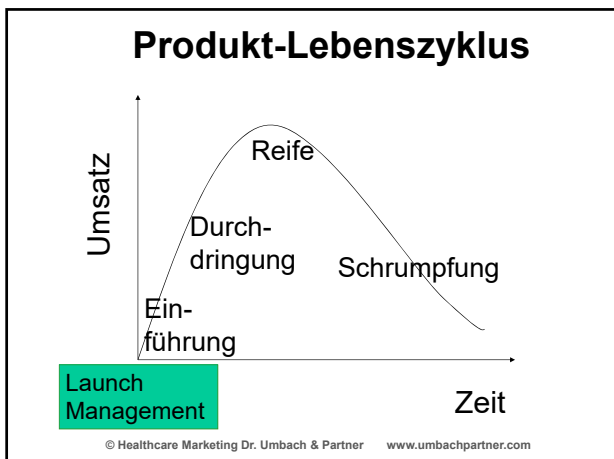 Produkt-Lebenszyklus
Umsatz
Reife
Durch-
dringung
Schrumpfung
Ein-
führung
Launch
Management
Zeit
© Healthcare Marketing Dr. Umbach & Partner www.umbachpartner.com